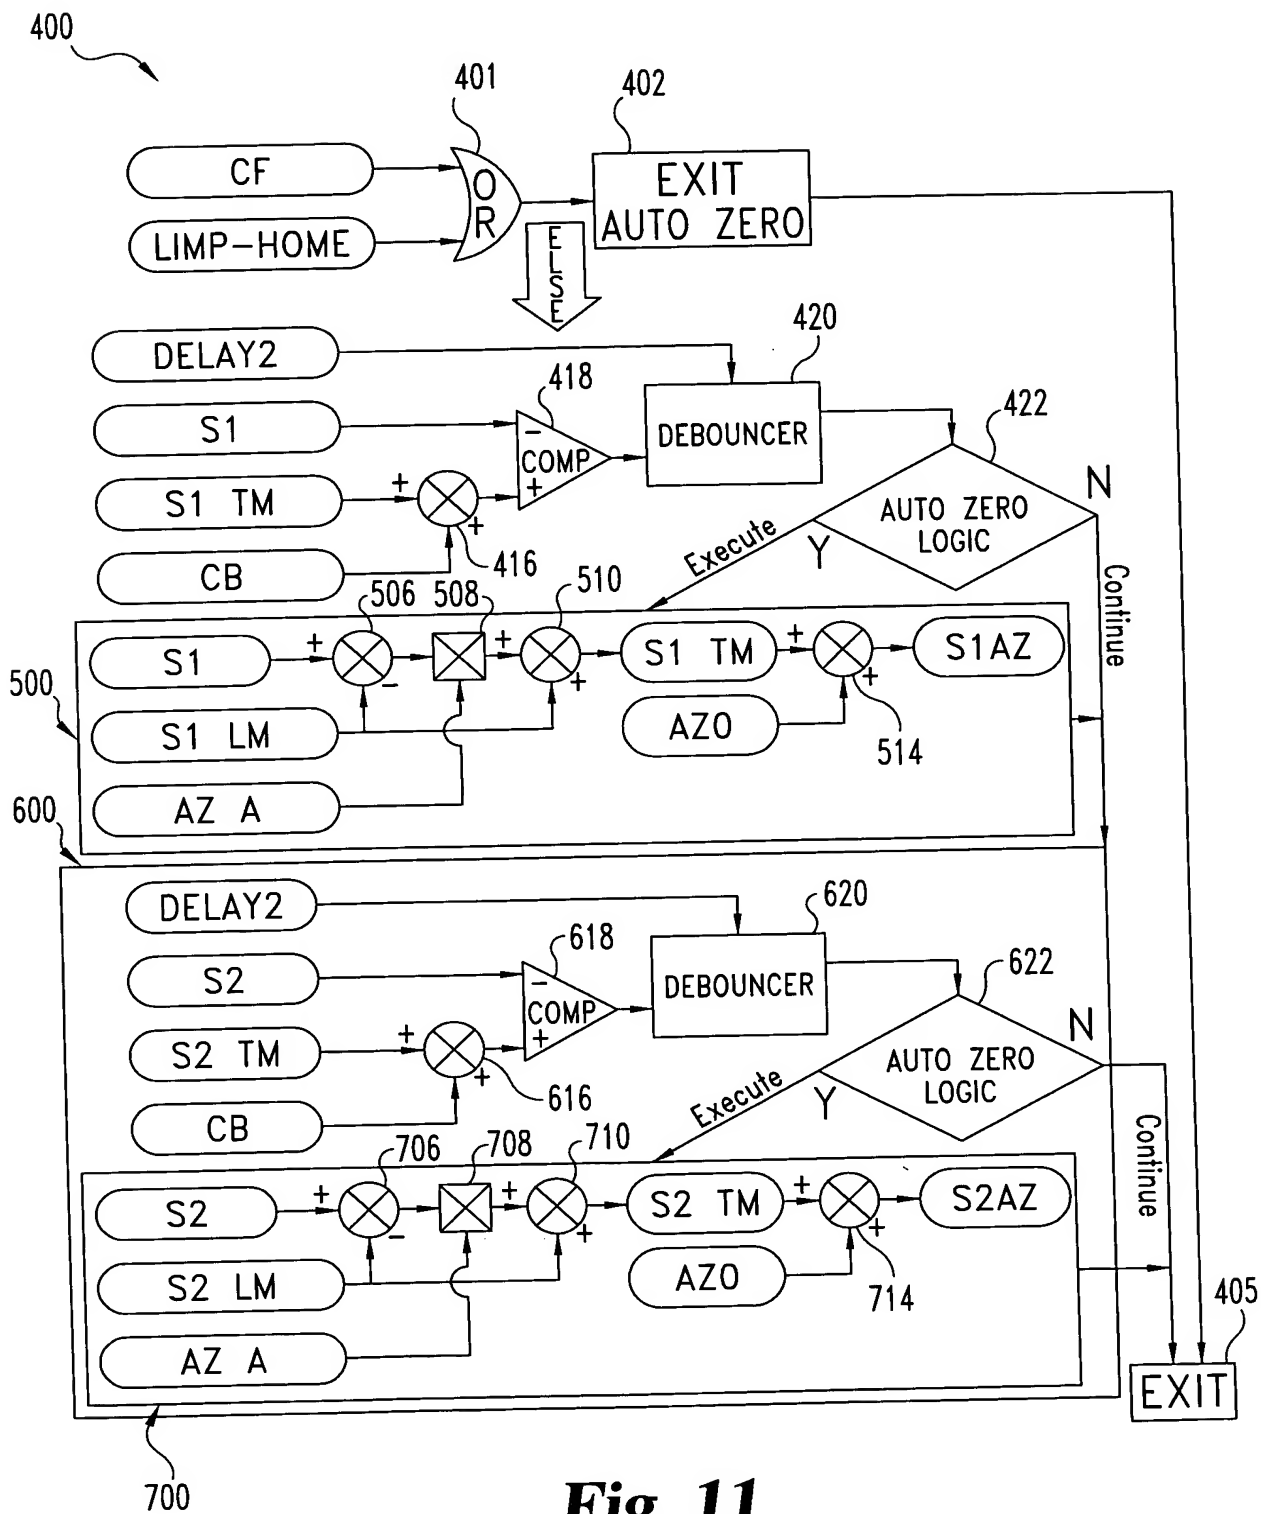 400
401
402
CF
OR
EXIT
AUTO ZERO
LIMP-HOME
ELSE
420
DELAY2
418
422
S1
−
COMP
+
DEBOUNCER
N
S1 TM
+
+
416
AUTO ZERO
LOGIC
Execute
Y
Continue
CB
506
508
510
500
S1
+
−
+
+
S1 TM
+
+
S1AZ
S1 LM
AZO
514
AZ A
600
DELAY2
620
618
622
S2
−
COMP
+
DEBOUNCER
N
S2 TM
+
+
616
AUTO ZERO
LOGIC
Execute
Y
Continue
CB
706
708
710
S2
+
−
+
+
S2 TM
+
+
S2AZ
S2 LM
AZO
714
405
AZ A
EXIT
700
Fig. 11